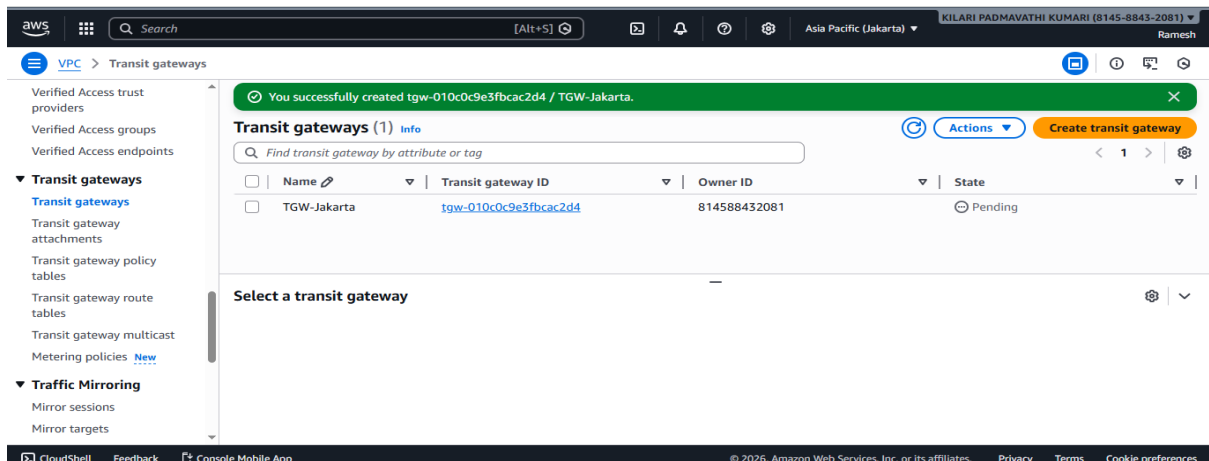 aws Search [Alt+S] Asia Pacific (Jakarta) KILARI PADMAVATHI KUMARI (8145-8843-2081)
Ramesh
VPC > Transit gateways
Verified Access trust providers
Verified Access groups
Verified Access endpoints
Transit gateways
Transit gateways
Transit gateway attachments
Transit gateway policy tables
Transit gateway route tables
Transit gateway multicast
Metering policies New
Traffic Mirroring
Mirror sessions
Mirror targets
You successfully created tgw-010c0c9e3fbcac2d4 / TGW-Jakarta.
Transit gateways (1) Info Actions Create transit gateway
Find transit gateway by attribute or tag 1
Name Transit gateway ID Owner ID State
TGW-Jakarta tgw-010c0c9e3fbcac2d4 814588432081 Pending
Select a transit gateway
CloudShell Feedback Console Mobile App © 2026, Amazon Web Services, Inc. or its affiliates. Privacy Terms Cookie preferences